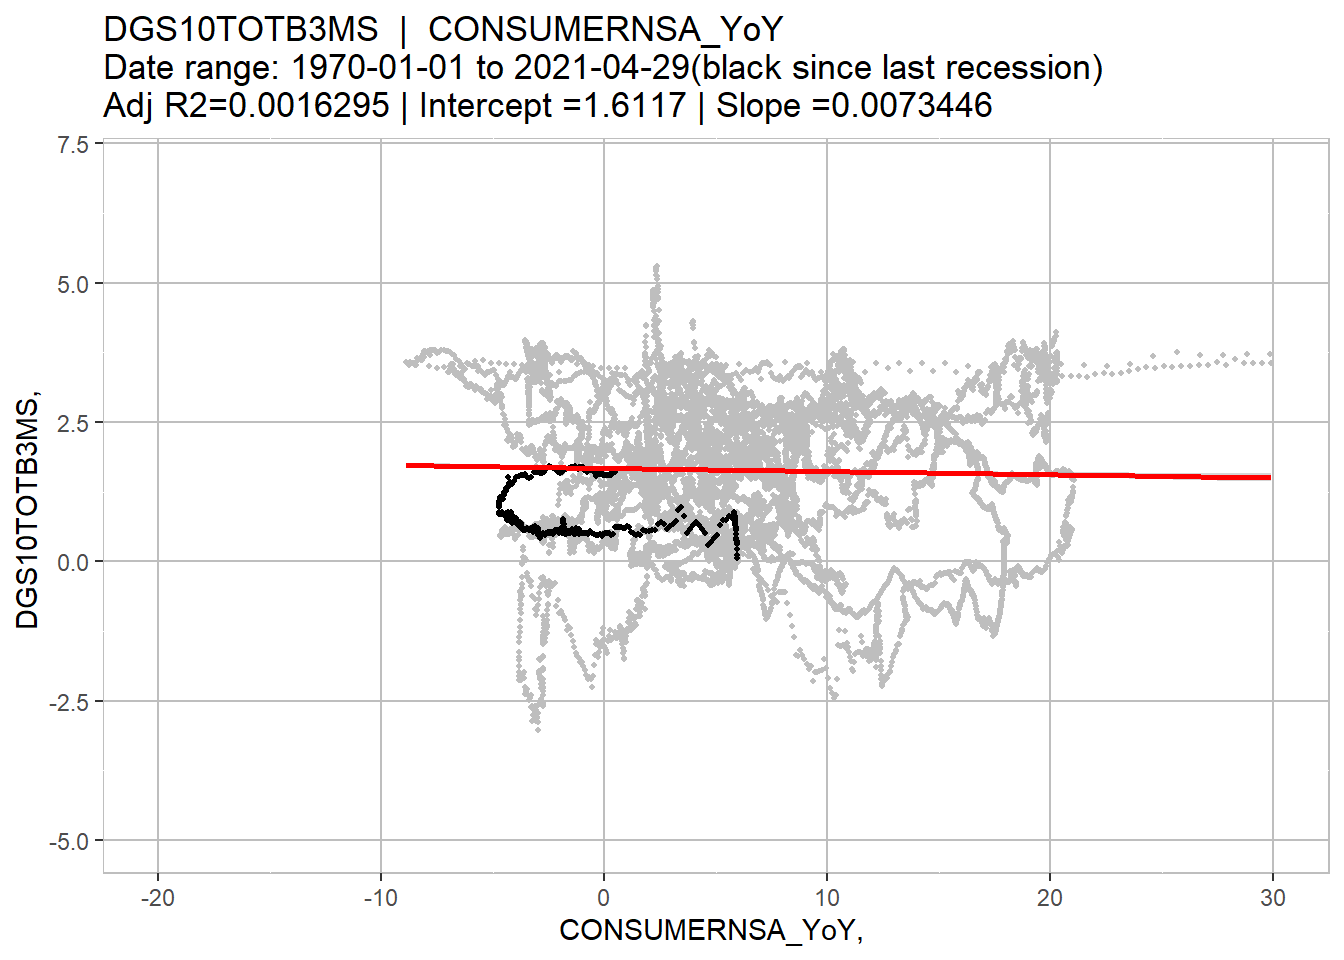 DGS10TOTB3MS | CONSUMERNSA_YoY
Date range: 1970-01-01 to 2021-04-29(black since last recession)
Adj R2=0.0016295 | Intercept =1.6117 | Slope =0.0073446
7.5
5.0
2.5
0.0
-2.5
-5.0
DGS10TOTB3MS,
-20
-10
0
10
20
30
CONSUMERNSA_YoY,